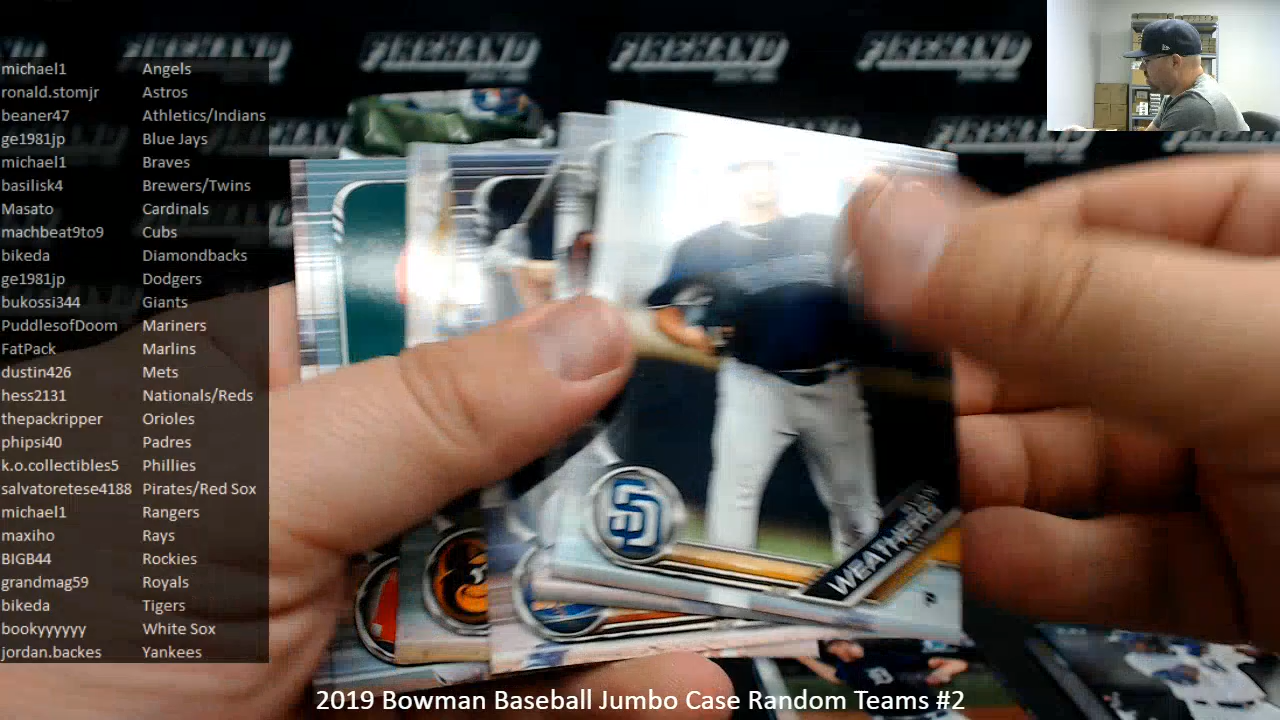 michael1 Angels
ronald.stomjr Astros
beaner47 Athletics/Indians
ge1981jp Blue Jays
michael1 Braves
basilisk4 Brewers/Twins
Masato Cardinals
machbeat9to9 Cubs
bikeda Diamondbacks
ge1981jp Dodgers
bukossi344 Giants
PuddlesofDoom Mariners
FatPack Marlins
dustin426 Mets
hess2131 Nationals/Reds
thepackripper Orioles
phipsi40 Padres
k.o.collectibles5 Phillies
salvatoretese4188 Pirates/Red Sox
michael1 Rangers
maxiho Rays
BIGB44 Rockies
grandmag59 Royals
bikeda Tigers
bookyyyyyy White Sox
jordan.backes Yankees
SD
WEATHERS
P
2019 Bowman Baseball Jumbo Case Random Teams #2